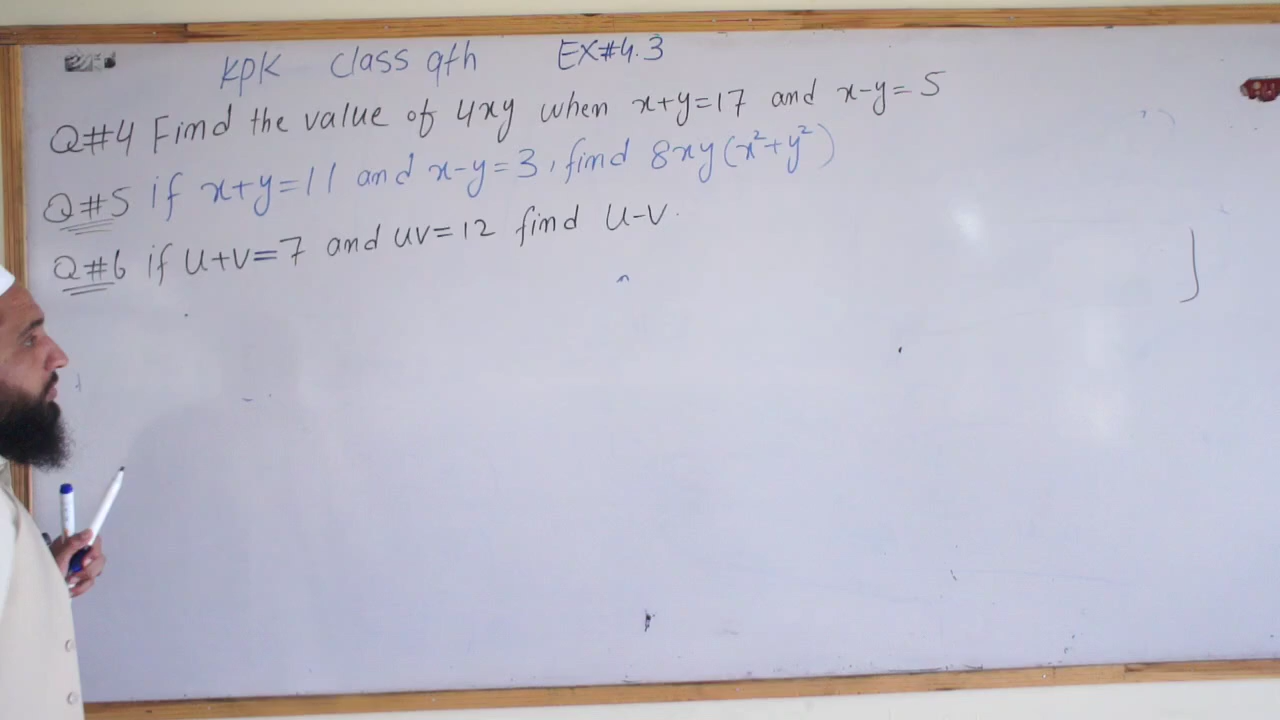 KPK Class 9th EX#4.3
Q#4 Find the value of 4xy when x+y=17 and x-y=5
Q#5 if x+y=11 and x-y=3, find 8xy(x²+y²)
Q#6 if u+v=7 and uv=12 find u-v.